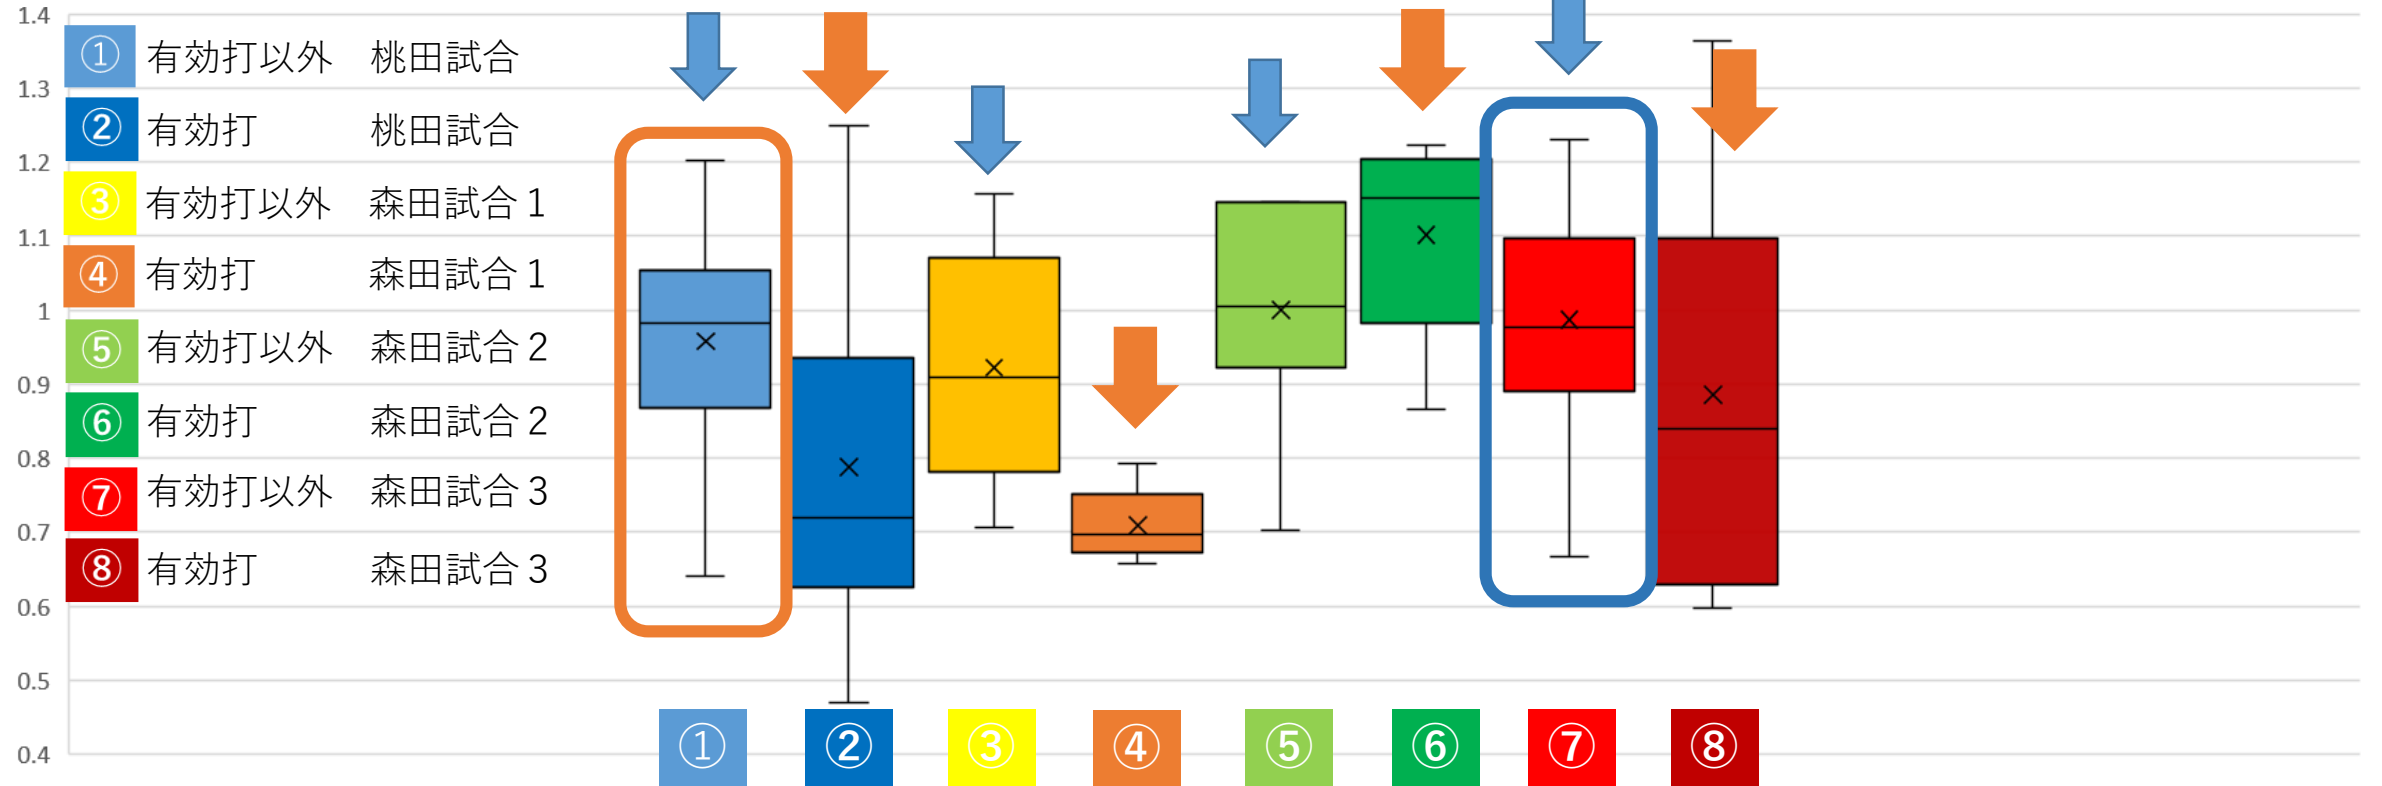 1.4
① 有効打以外 桃田試合
1.3
② 有効打 桃田試合
1.2
③ 有効打以外 森田試合1
1.1
④ 有効打 森田試合1
1
⑤ 有効打以外 森田試合2
0.9
⑥ 有効打 森田試合2
0.8
⑦ 有効打以外 森田試合3
0.7
⑧ 有効打 森田試合3
0.6
0.5
0.4
① ② ③ ④ ⑤ ⑥ ⑦ ⑧